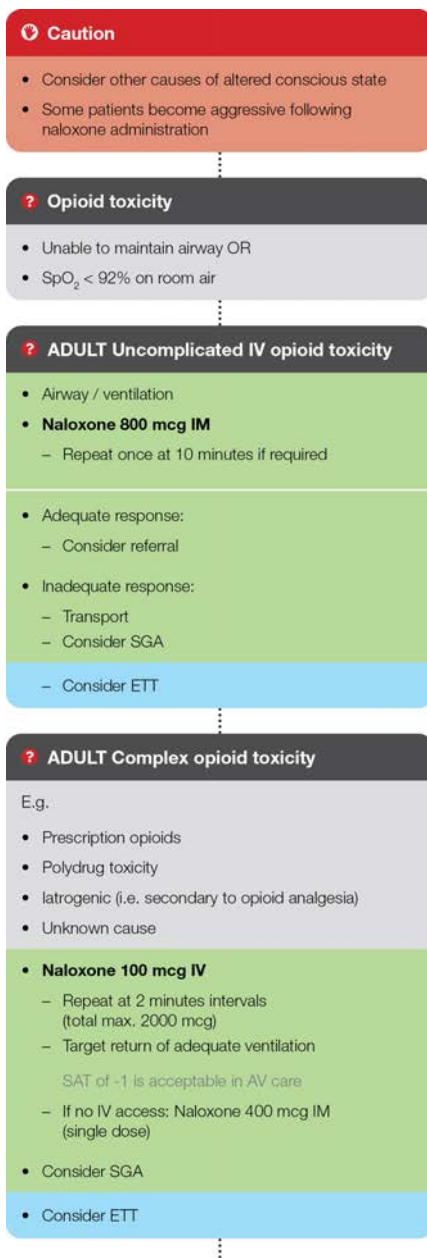 Caution
• Consider other causes of altered conscious state
• Some patients become aggressive following
naloxone administration
? Opioid toxicity
• Unable to maintain airway OR
• SpO₂ < 92% on room air
? ADULT Uncomplicated IV opioid toxicity
• Airway / ventilation
• Naloxone 800 mcg IM
– Repeat once at 10 minutes if required
• Adequate response:
– Consider referral
• Inadequate response:
– Transport
– Consider SGA
– Consider ETT
? ADULT Complex opioid toxicity
E.g.
• Prescription opioids
• Polydrug toxicity
• Iatrogenic (i.e. secondary to opioid analgesia)
• Unknown cause
• Naloxone 100 mcg IV
– Repeat at 2 minutes intervals
(total max. 2000 mcg)
– Target return of adequate ventilation
SAT of -1 is acceptable in AV care
– If no IV access: Naloxone 400 mcg IM
(single dose)
• Consider SGA
• Consider ETT